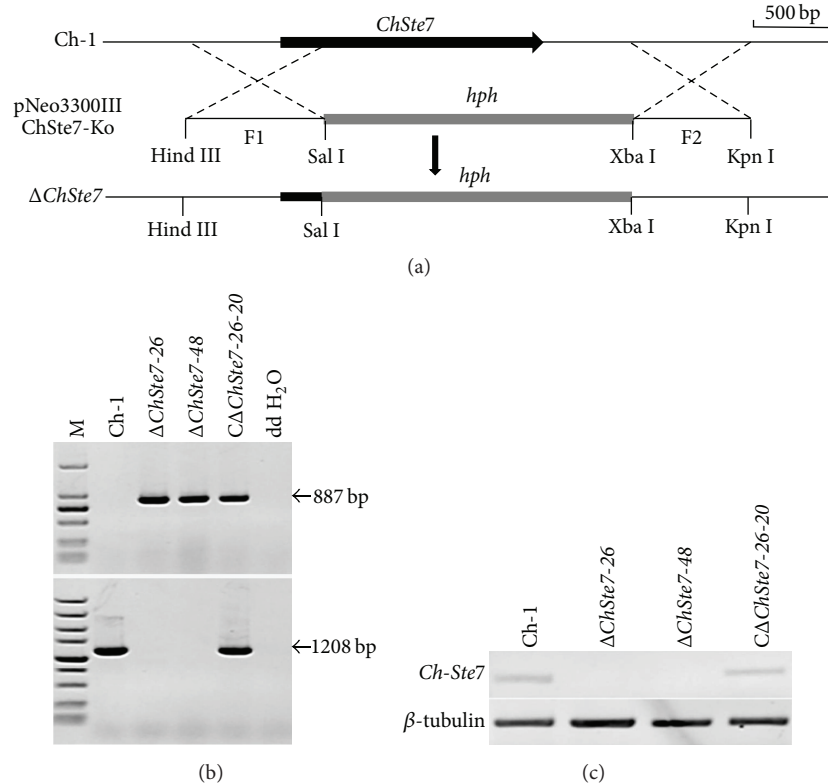 ChSte7
500 bp
Ch-1
pNeo3300III
ChSte7-Ko
hph
F1
F2
Hind III
Sal I
Xba I
Kpn I
hph
ΔChSte7
Hind III
Sal I
Xba I
Kpn I
(a)
M
Ch-1
ΔChSte7-26
ΔChSte7-48
CΔChSte7-26-20
dd H₂O
887 bp
1208 bp
(b)
Ch-1
ΔChSte7-26
ΔChSte7-48
CΔChSte7-26-20
Ch-Ste7
β-tubulin
(c)